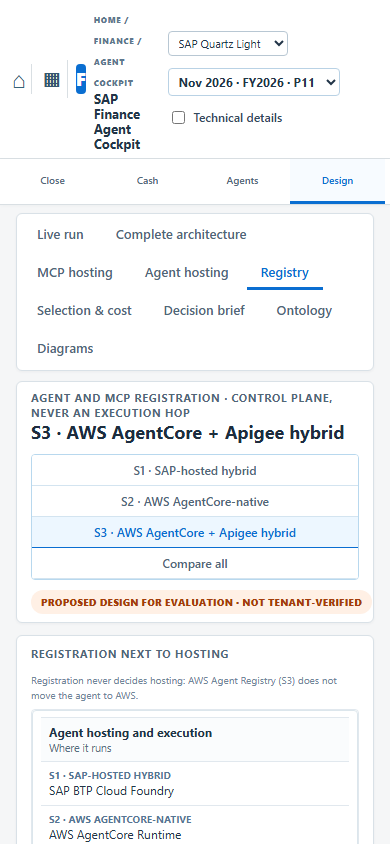 HOME /
FINANCE /
AGENT
COCKPIT
F
SAP
Finance
Agent
Cockpit
SAP Quartz Light
Nov 2026 · FY2026 · P11
Technical details
Close
Cash
Agents
Design
Live run
Complete architecture
MCP hosting
Agent hosting
Registry
Selection & cost
Decision brief
Ontology
Diagrams
AGENT AND MCP REGISTRATION · CONTROL PLANE,
NEVER AN EXECUTION HOP
S3 · AWS AgentCore + Apigee hybrid
S1 · SAP-hosted hybrid
S2 · AWS AgentCore-native
S3 · AWS AgentCore + Apigee hybrid
Compare all
PROPOSED DESIGN FOR EVALUATION · NOT TENANT-VERIFIED
REGISTRATION NEXT TO HOSTING
Registration never decides hosting: AWS Agent Registry (S3) does not
move the agent to AWS.
Agent hosting and execution
Where it runs
S1 · SAP-HOSTED HYBRID
SAP BTP Cloud Foundry
S2 · AWS AGENTCORE-NATIVE
AWS AgentCore Runtime